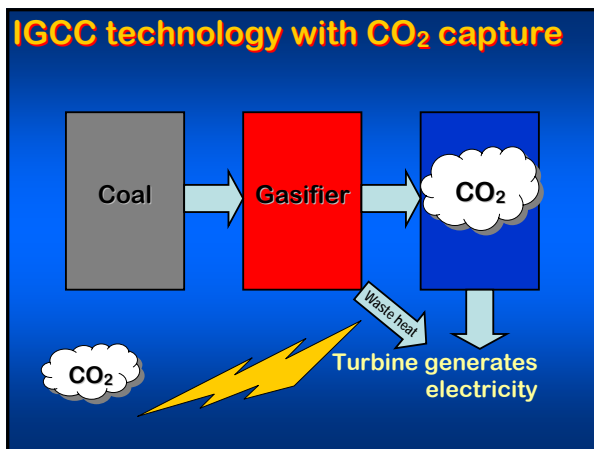 IGCC technology with CO₂ capture
Coal
Gasifier
CO₂
Waste heat
Turbine generates
electricity
CO₂